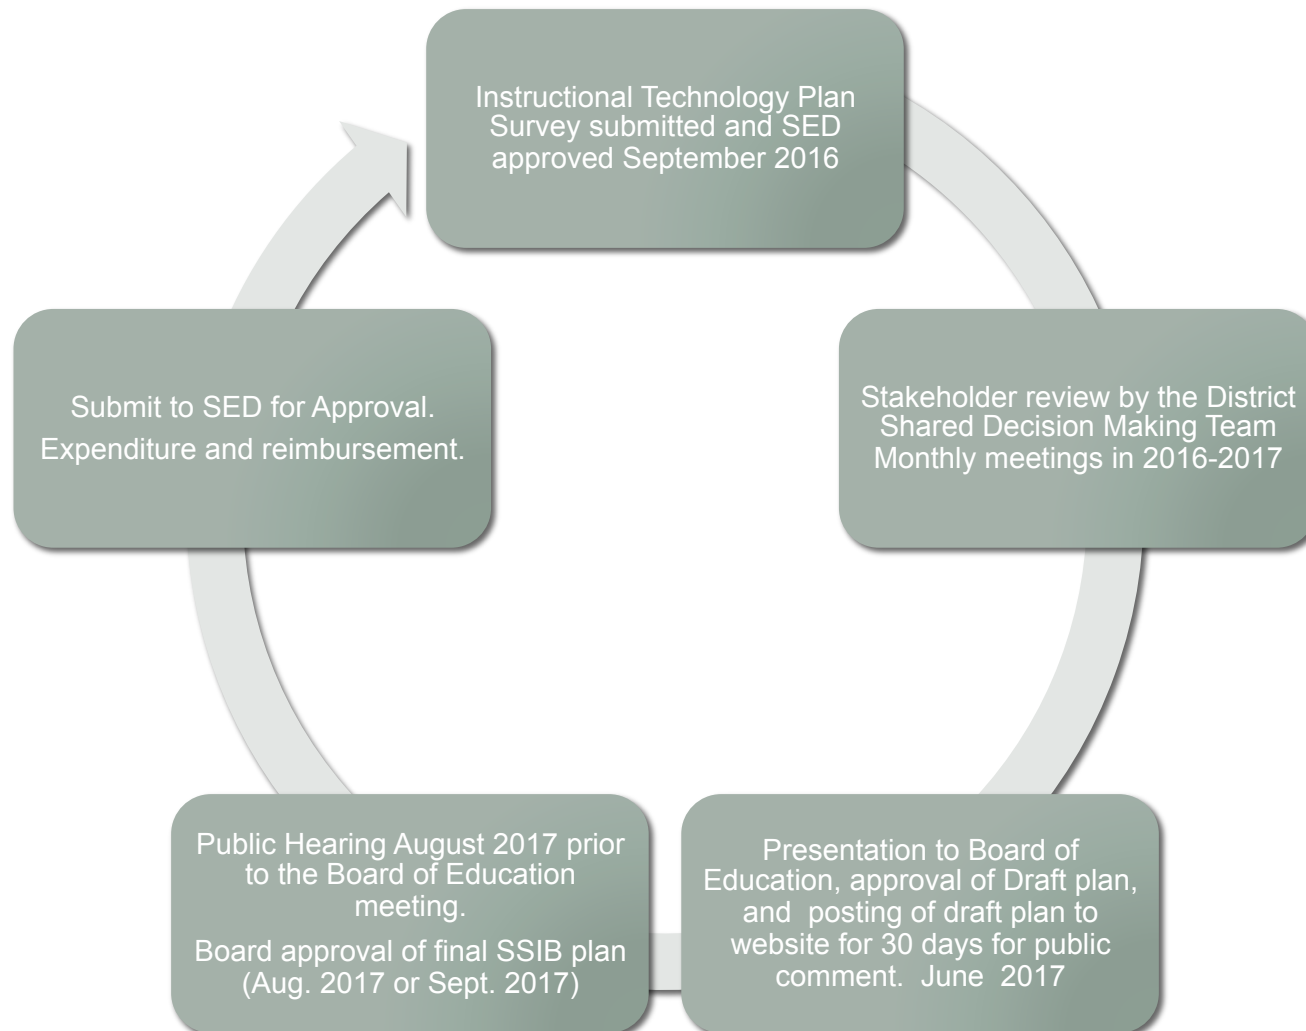 Instructional Technology Plan
Survey submitted and SED
approved September 2016
Stakeholder review by the District
Shared Decision Making Team
Monthly meetings in 2016-2017
Presentation to Board of
Education, approval of Draft plan,
and  posting of draft plan to
website for 30 days for public
comment.  June  2017
Public Hearing August 2017 prior
to the Board of Education
meeting.
Board approval of final SSIB plan
(Aug. 2017 or Sept. 2017)
Submit to SED for Approval.
Expenditure and reimbursement.